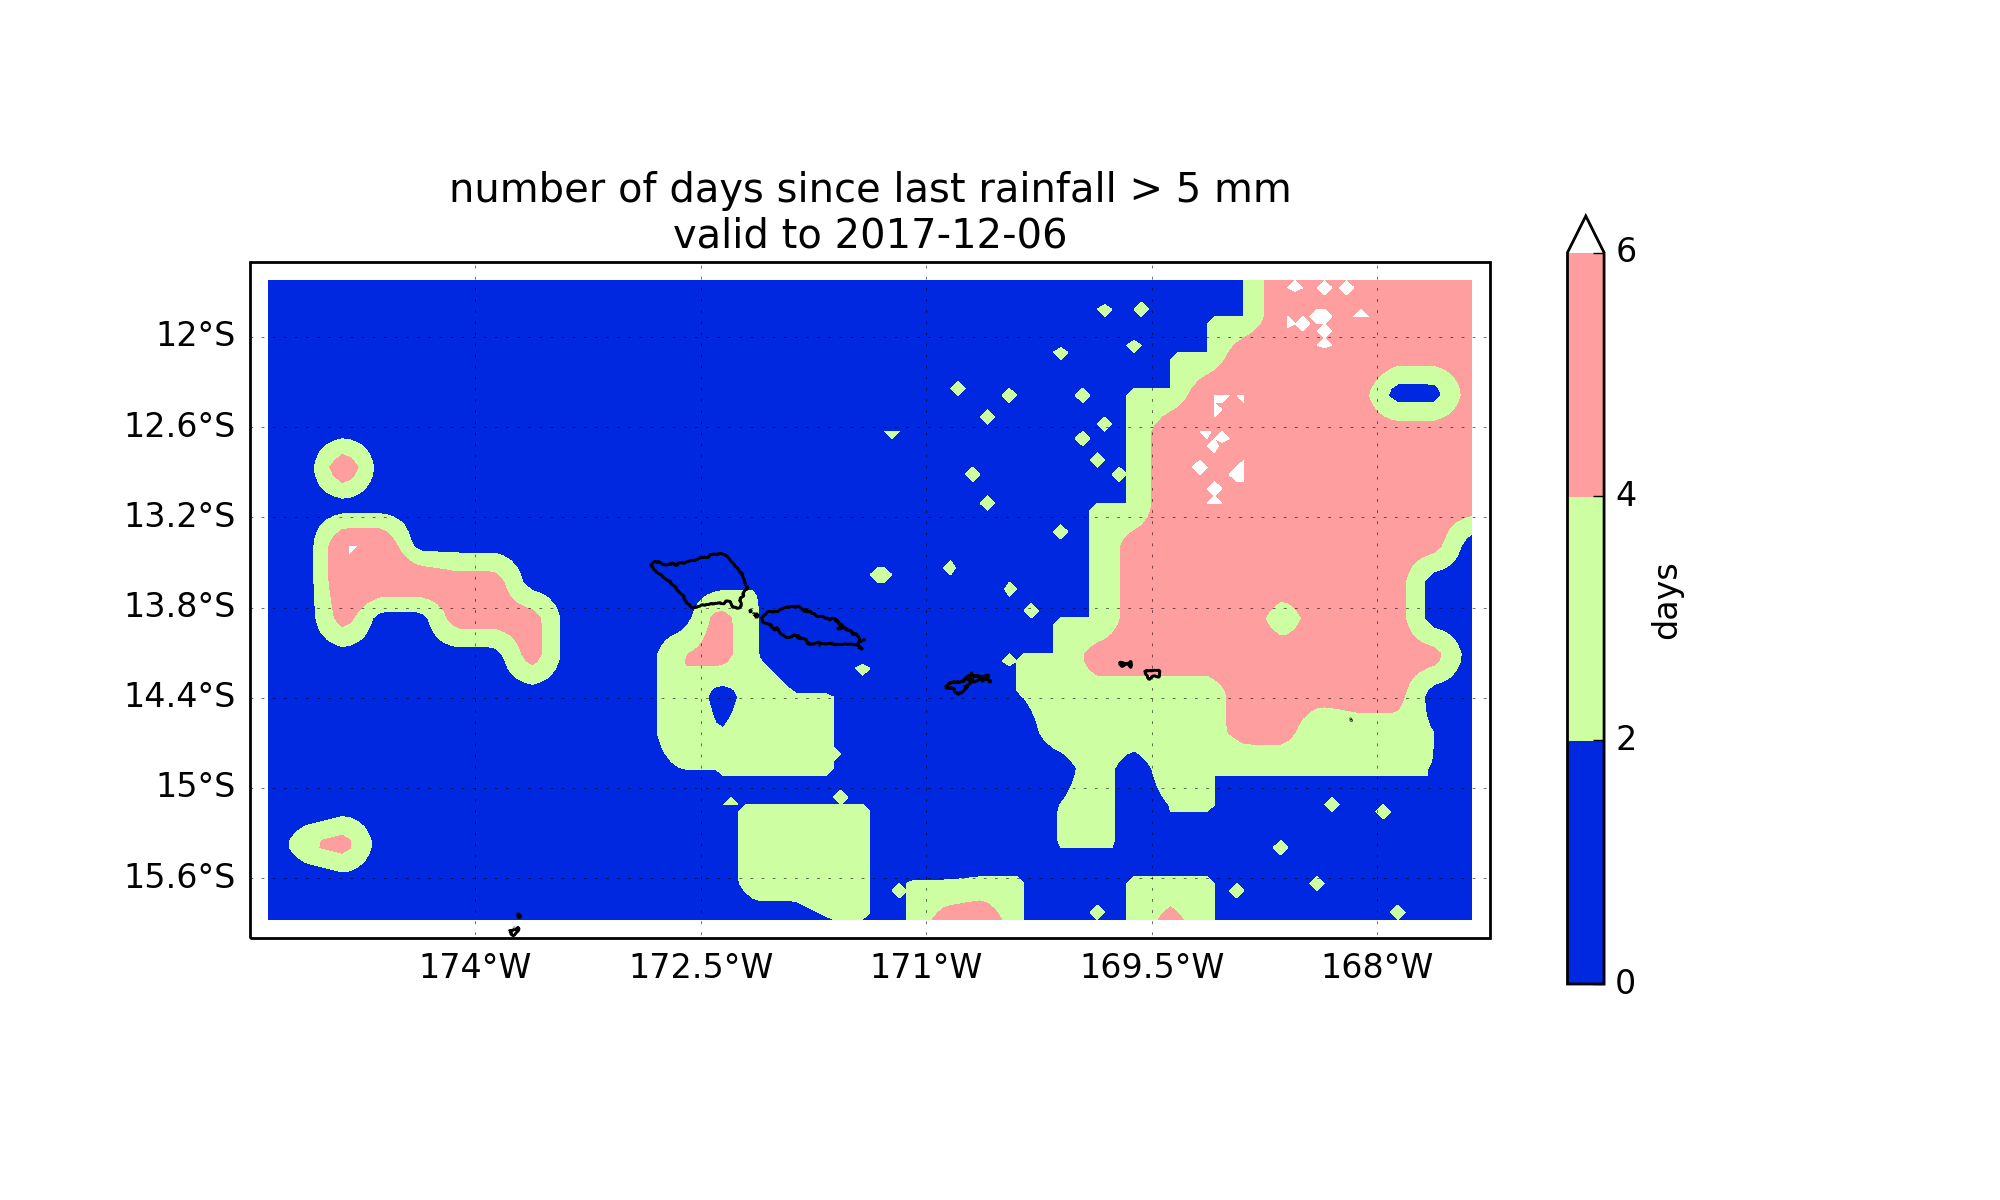 number of days since last rainfall > 5 mm
valid to 2017-12-06
12°S
12.6°S
13.2°S
13.8°S
14.4°S
15°S
15.6°S
174°W
172.5°W
171°W
169.5°W
168°W
6
4
2
0
days